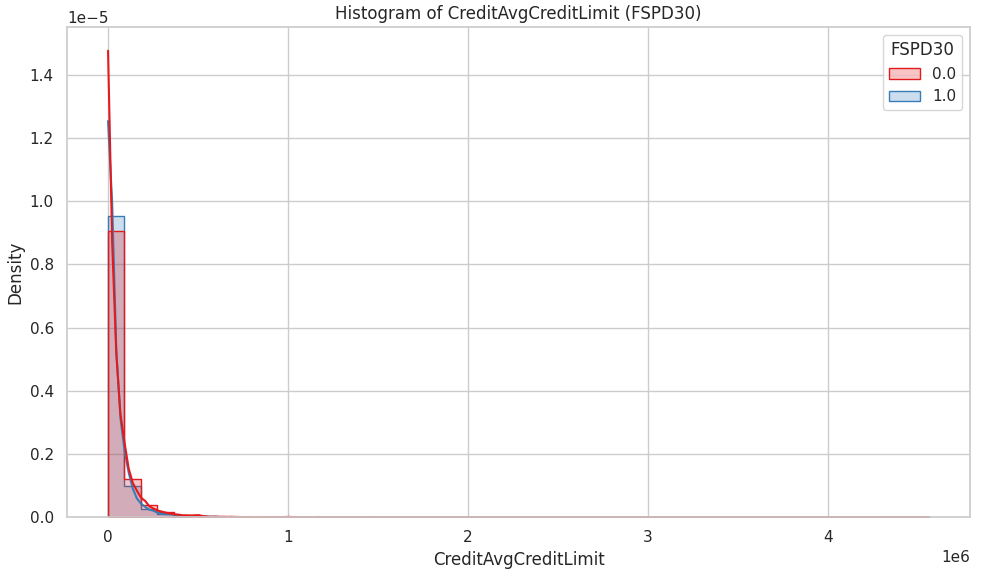 Histogram of CreditAvgCreditLimit (FSPD30)
1e−5
FSPD30
0.0
1.0
1.4
1.2
1.0
0.8
0.6
0.4
0.2
0.0
Density
0
1
2
3
4
1e6
CreditAvgCreditLimit